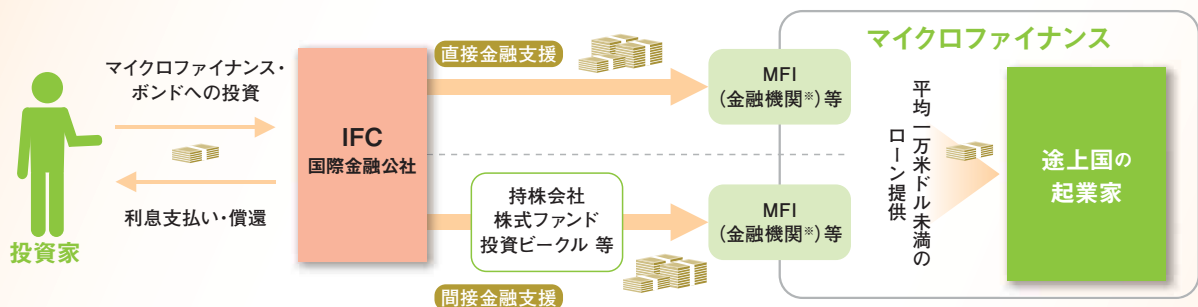 マイクロファイナンス・
ボンドへの投資
利息支払い・償還
投資家
IFC
国際金融公社
直接金融支援
MFI
（金融機関※）等
持株会社
株式ファンド
投資ビークル 等
間接金融支援
MFI
（金融機関※）等
マイクロファイナンス
平均一万米ドル未満の
ローン提供
途上国の
起業家